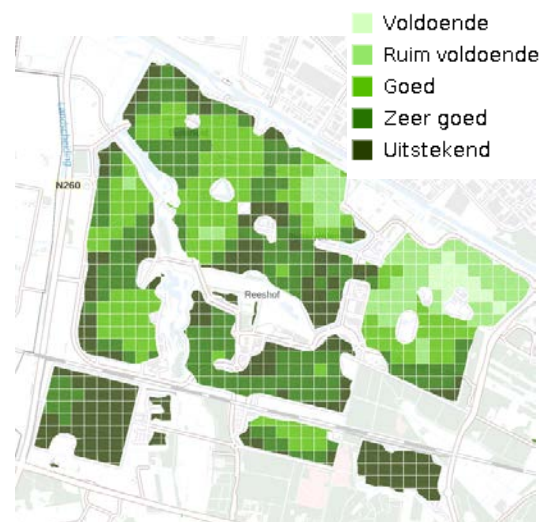 Voldoende
Ruim voldoende
Goed
Zeer goed
Uitstekend
N260
Reeshof